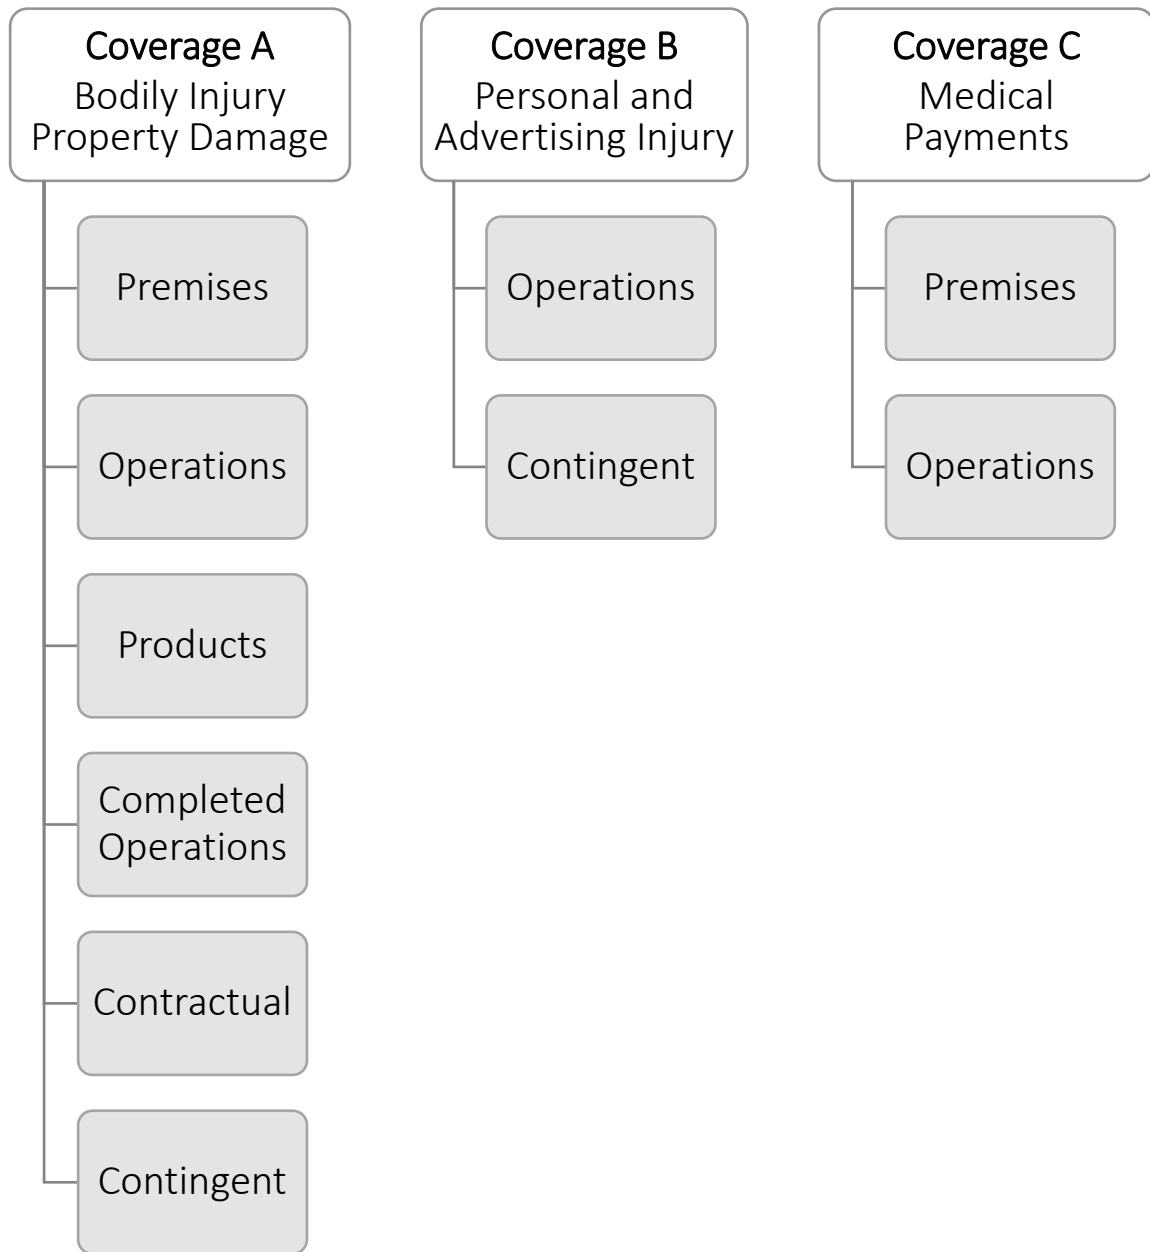 Coverage A
Bodily Injury
Property Damage
Premises
Operations
Products
Completed
Operations
Contractual
Contingent
Coverage B
Personal and
Advertising Injury
Operations
Contingent
Coverage C
Medical
Payments
Premises
Operations